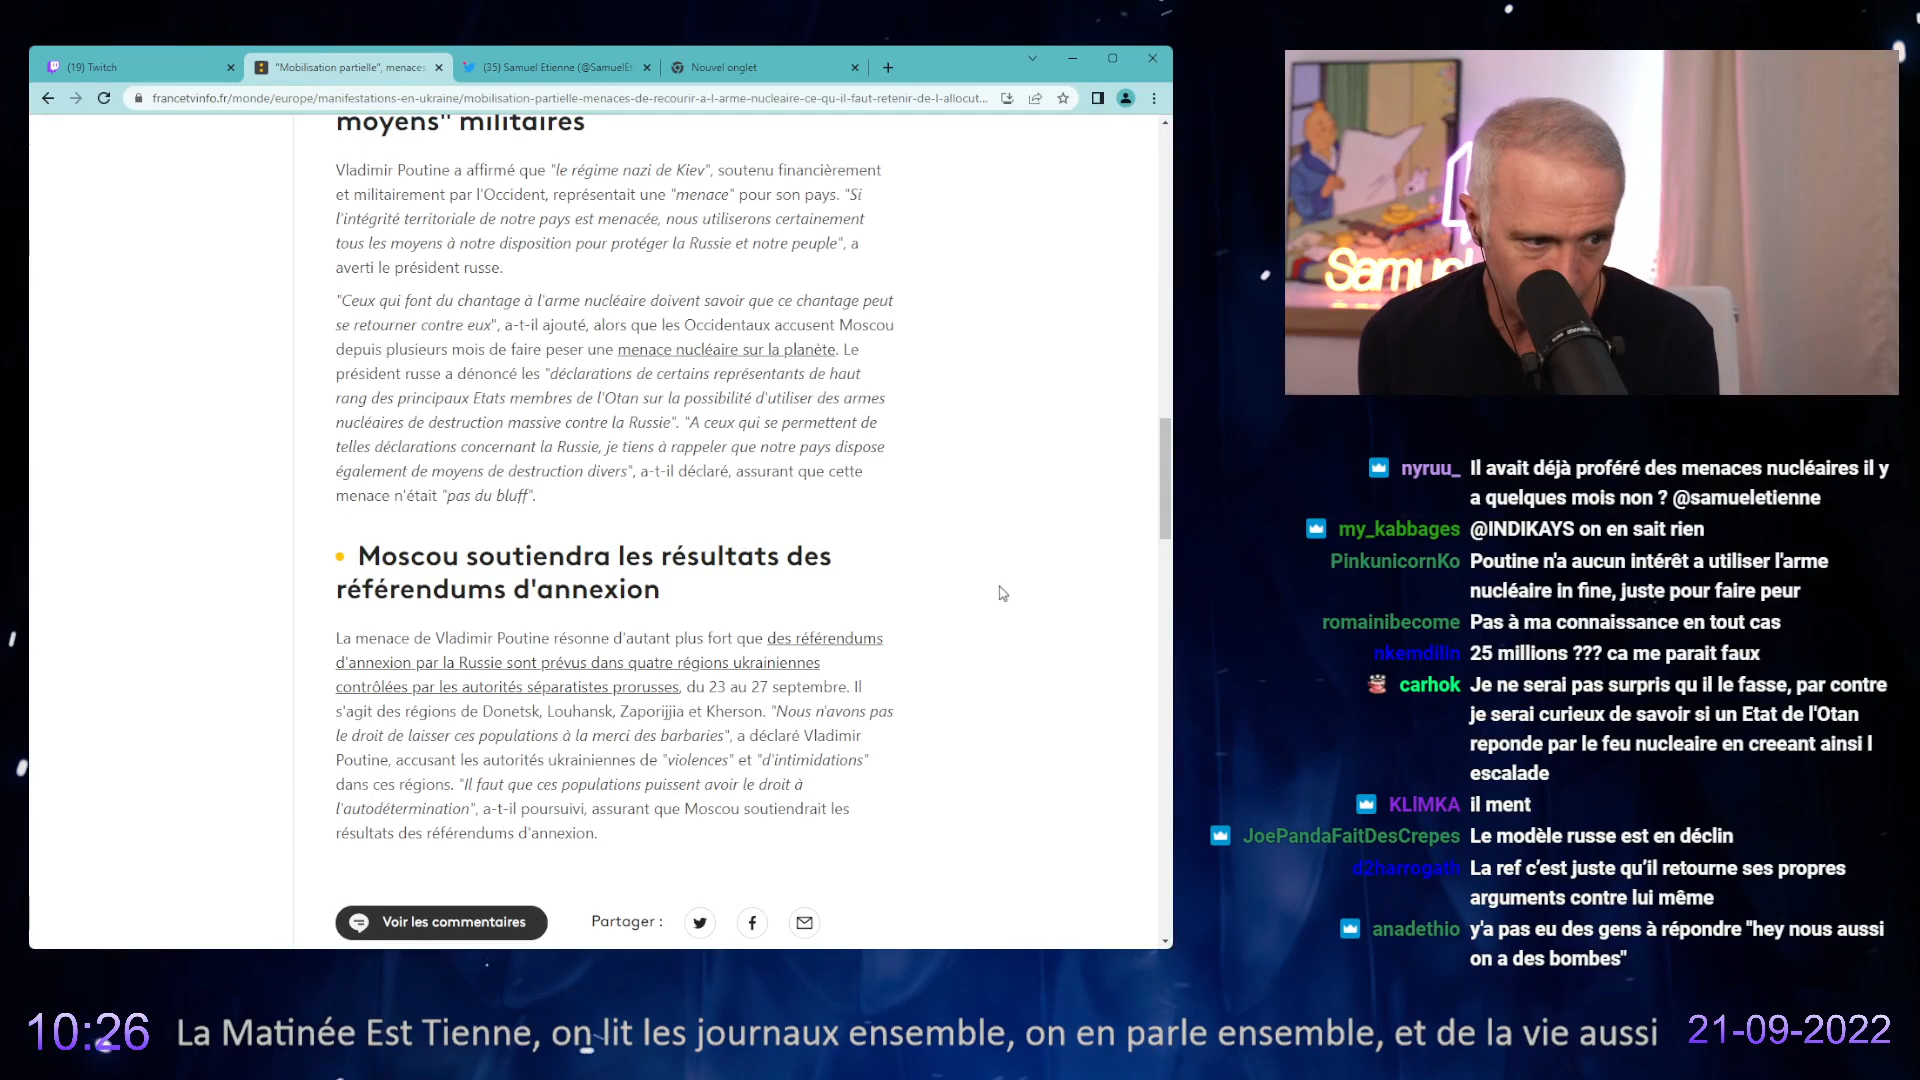 (19) Twitch
"Mobilisation partielle", menaces
(35) Samuel Etienne (@SamuelEt
Nouvel onglet
francetvinfo.fr/monde/europe/manifestations-en-ukraine/mobilisation-partielle-menaces-de-recourir-a-l-arme-nucleaire-ce-qu-il-faut-retenir-de-l-allocut...
moyens" militaires
Vladimir Poutine a affirmé que "le régime nazi de Kiev", soutenu financièrement
et militairement par l'Occident, représentait une "menace" pour son pays. "Si
l'intégrité territoriale de notre pays est menacée, nous utiliserons certainement
tous les moyens à notre disposition pour protéger la Russie et notre peuple", a
averti le président russe.
"Ceux qui font du chantage à l'arme nucléaire doivent savoir que ce chantage peut
se retourner contre eux", a-t-il ajouté, alors que les Occidentaux accusent Moscou
depuis plusieurs mois de faire peser une menace nucléaire sur la planète. Le
président russe a dénoncé les "déclarations de certains représentants de haut
rang des principaux Etats membres de l'Otan sur la possibilité d'utiliser des armes
nucléaires de destruction massive contre la Russie". "A ceux qui se permettent de
telles déclarations concernant la Russie, je tiens à rappeler que notre pays dispose
également de moyens de destruction divers", a-t-il déclaré, assurant que cette
menace n'était "pas du bluff".
• Moscou soutiendra les résultats des
référendums d'annexion
La menace de Vladimir Poutine résonne d'autant plus fort que des référendums
d'annexion par la Russie sont prévus dans quatre régions ukrainiennes
contrôlées par les autorités séparatistes prorusses, du 23 au 27 septembre. Il
s'agit des régions de Donetsk, Louhansk, Zaporijjia et Kherson. "Nous n'avons pas
le droit de laisser ces populations à la merci des barbaries", a déclaré Vladimir
Poutine, accusant les autorités ukrainiennes de "violences" et "d'intimidations"
dans ces régions. "Il faut que ces populations puissent avoir le droit à
l'autodétermination", a-t-il poursuivi, assurant que Moscou soutiendrait les
résultats des référendums d'annexion.
Voir les commentaires
Partager :
Samuel
nyruu_ Il avait déjà proféré des menaces nucléaires il y
a quelques mois non ? @samueletienne
my_kabbages @INDIKAYS on en sait rien
PinkunicornKo Poutine n'a aucun intérêt a utiliser l'arme
nucléaire in fine, juste pour faire peur
romainibecome Pas à ma connaissance en tout cas
nkemdilin 25 millions ??? ca me parait faux
carhok Je ne serai pas surpris qu il le fasse, par contre
je serai curieux de savoir si un Etat de l'Otan
reponde par le feu nucleaire en creeant ainsi l
escalade
KLIMKA il ment
JoePandaFaitDesCrepes Le modèle russe est en déclin
d2harrogath La ref c’est juste qu’il retourne ses propres
arguments contre lui même
anadethio y'a pas eu des gens à répondre "hey nous aussi
on a des bombes"
10:26 La Matinée Est Tienne, on lit les journaux ensemble, on en parle ensemble, et de la vie aussi 21-09-2022